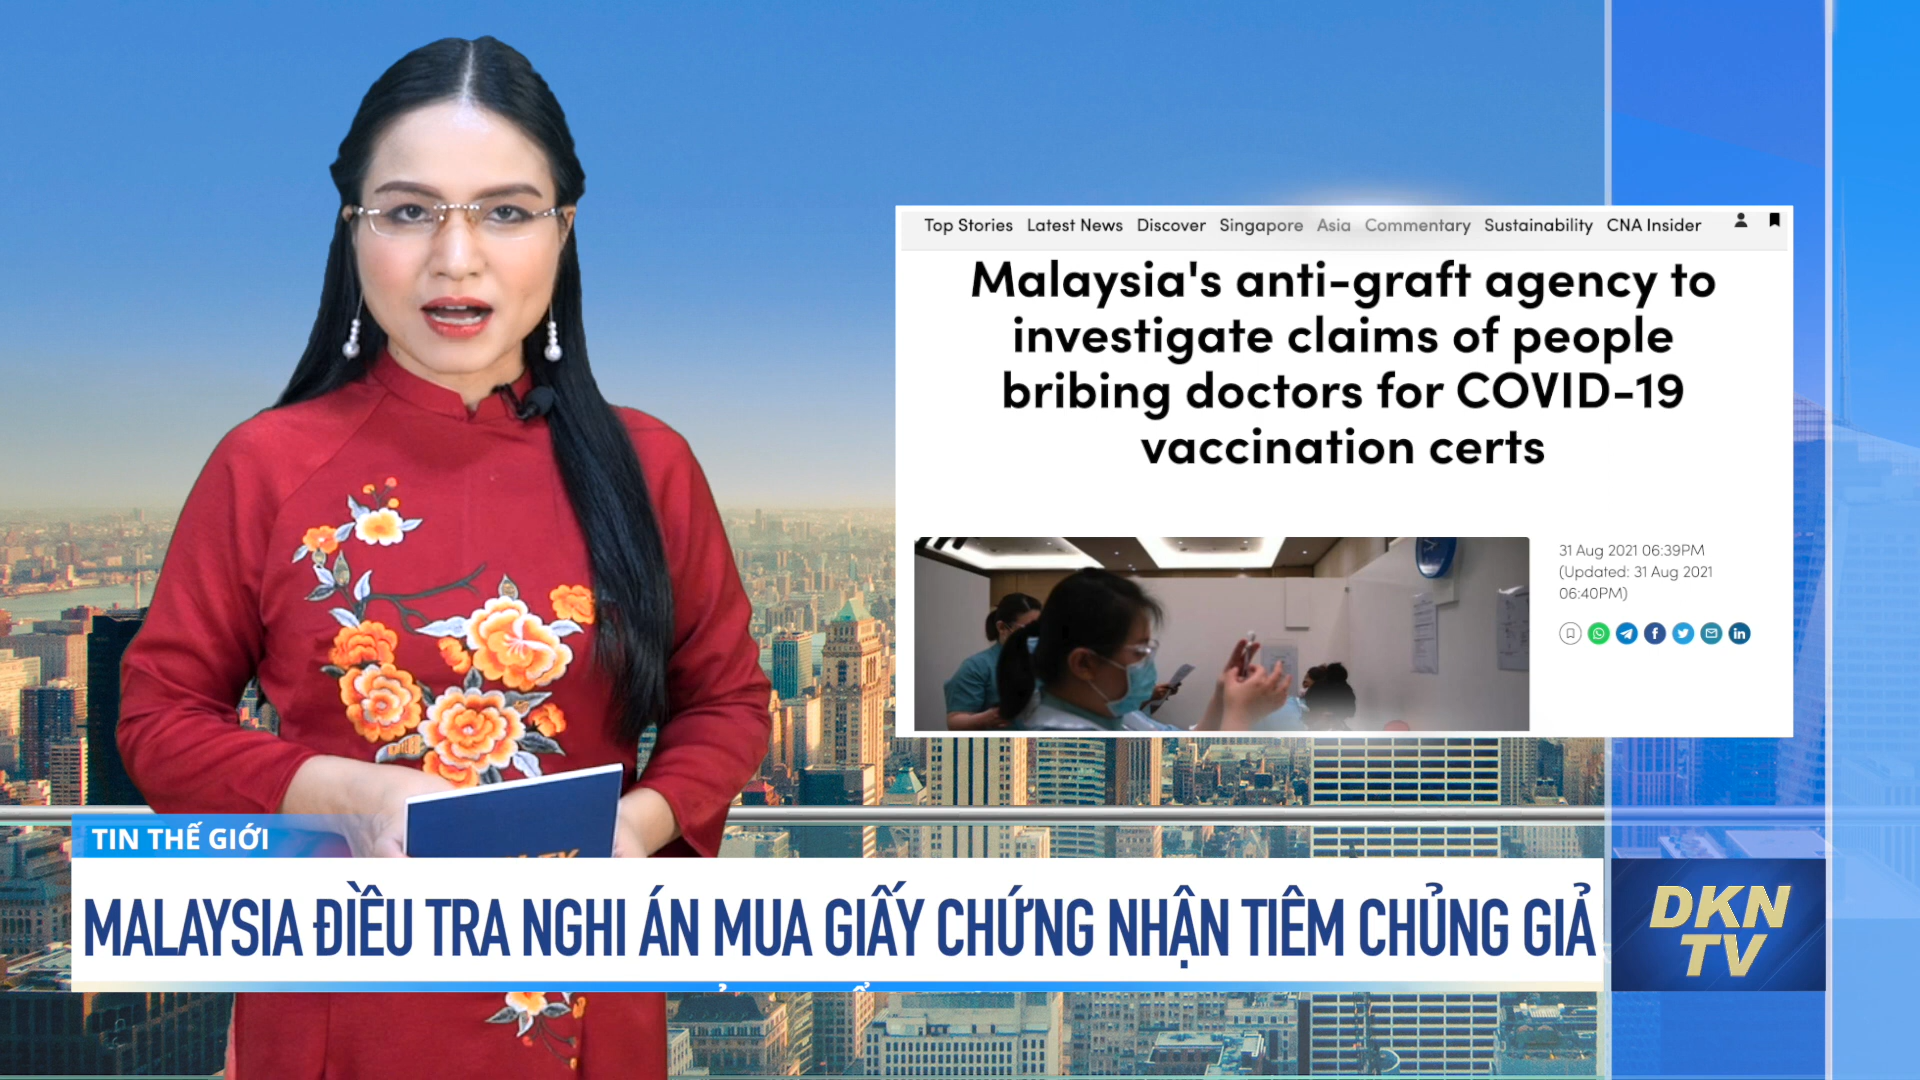 Top Stories Latest News Discover Singapore Asia Commentary Sustainability CNA Insider
Malaysia's anti-graft agency to
investigate claims of people
bribing doctors for COVID-19
vaccination certs
31 Aug 2021 06:39PM
(Updated: 31 Aug 2021
06:40PM)
TIN THẾ GIỚI
MALAYSIA ĐIỀU TRA NGHI ÁN MUA GIẤY CHỨNG NHẬN TIÊM CHỦNG GIẢ
DKN
TV